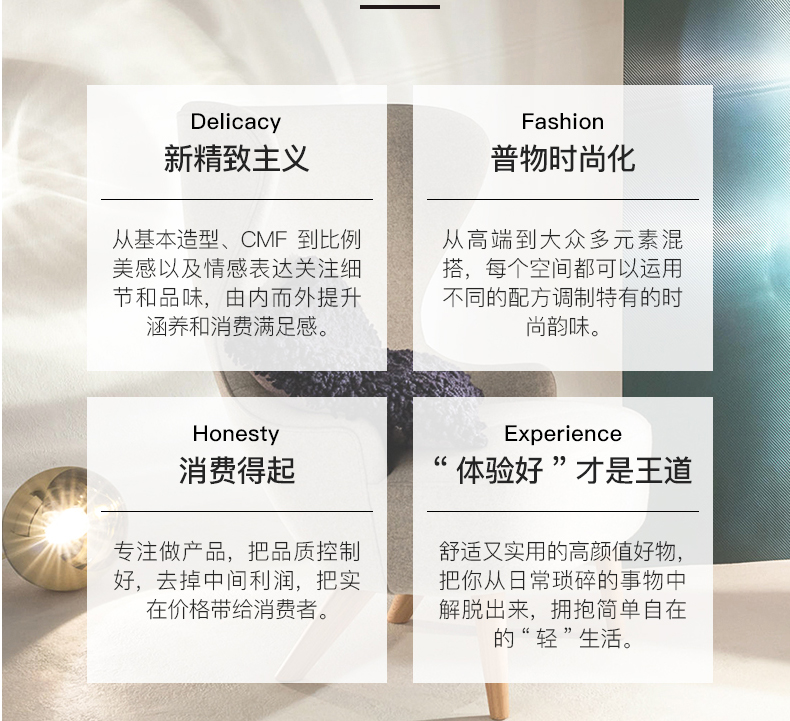 Delicacy
新精致主义
从基本造型、CMF 到比例
美感以及情感表达关注细
节和品味，由内而外提升
涵养和消费满足感。
Fashion
普物时尚化
从高端到大众多元素混
搭，每个空间都可以运用
不同的配方调制特有的时
尚韵味。
Honesty
消费得起
专注做产品，把品质控制
好，去掉中间利润，把实
在价格带给消费者。
Experience
“体验好”才是王道
舒适又实用的高颜值好物，
把你从日常琐碎的事物中
解脱出来，拥抱简单自在
的“轻”生活。